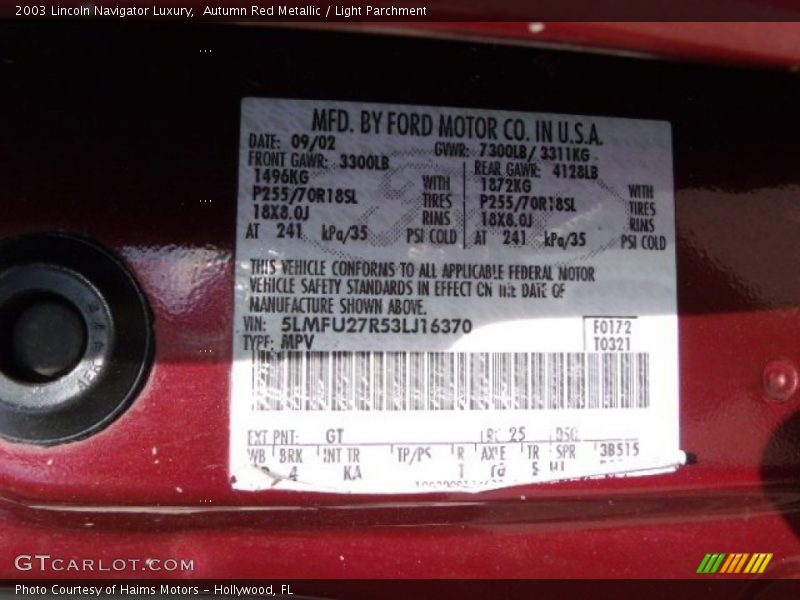 2003 Lincoln Navigator Luxury, Autumn Red Metallic / Light Parchment
MFD. BY FORD MOTOR CO. IN U.S.A.
DATE: 09/02 GVWR: 7300LB/ 3311KG
FRONT GAWR: 3300LB REAR GAWR: 4128LB
1496KG WITH 1872KG WITH
P255/70R18SL TIRES P255/70R18SL TIRES
18X8.0J RIMS 18X8.0J RIMS
AT 241 kPa/35 PSI COLD AT 241 kPa/35 PSI COLD
THIS VEHICLE CONFORMS TO ALL APPLICABLE FEDERAL MOTOR
VEHICLE SAFETY STANDARDS IN EFFECT ON THE DATE OF
MANUFACTURE SHOWN ABOVE.
VIN: 5LMFU27R53LJ16370 F0172
TYPE: MPV T0321
EXT PNT: GT 25 DSO
WB BRK INT TR TP/PS R AXLE TR SPR 3B515
4 KA 5
GTCARLOT.COM
Photo Courtesy of Haims Motors - Hollywood, FL